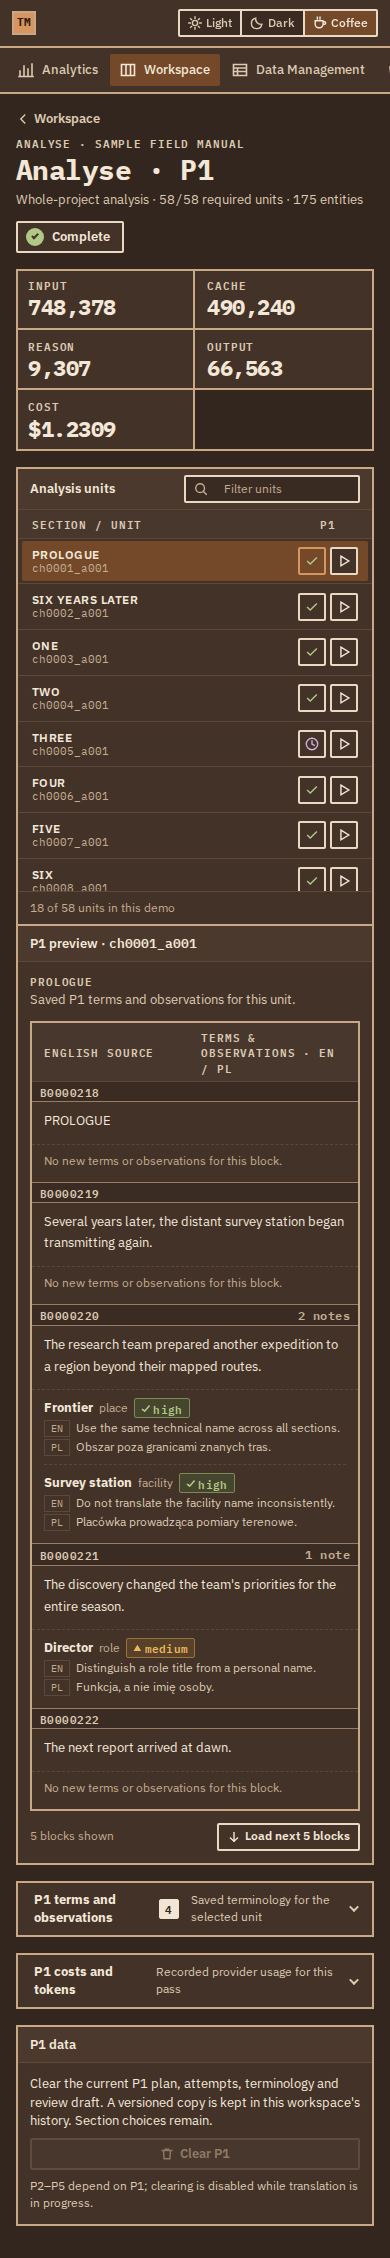 TM
Light
Dark
Coffee
Analytics
Workspace
Data Management
Workspace
ANALYSE · SAMPLE FIELD MANUAL
Analyse · P1
Whole-project analysis · 58/58 required units · 175 entities
Complete
INPUT
748,378
CACHE
490,240
REASON
9,307
OUTPUT
66,563
COST
$1.2309
Analysis units
Filter units
SECTION / UNIT
P1
PROLOGUE
ch0001_a001
SIX YEARS LATER
ch0002_a001
ONE
ch0003_a001
TWO
ch0004_a001
THREE
ch0005_a001
FOUR
ch0006_a001
FIVE
ch0007_a001
SIX
ch0008_a001
18 of 58 units in this demo
P1 preview · ch0001_a001
PROLOGUE
Saved P1 terms and observations for this unit.
ENGLISH SOURCE
TERMS &
OBSERVATIONS · EN
/ PL
B0000218
PROLOGUE
No new terms or observations for this block.
B0000219
Several years later, the distant survey station began
transmitting again.
No new terms or observations for this block.
B0000220
2 notes
The research team prepared another expedition to
a region beyond their mapped routes.
Frontier place high
EN Use the same technical name across all sections.
PL Obszar poza granicami znanych tras.
Survey station facility high
EN Do not translate the facility name inconsistently.
PL Placówka prowadząca pomiary terenowe.
B0000221
1 note
The discovery changed the team's priorities for the
entire season.
Director role medium
EN Distinguish a role title from a personal name.
PL Funkcja, a nie imię osoby.
B0000222
The next report arrived at dawn.
No new terms or observations for this block.
5 blocks shown
Load next 5 blocks
P1 terms and
observations
4
Saved terminology for the
selected unit
P1 costs and
tokens
Recorded provider usage for this
pass
P1 data
Clear the current P1 plan, attempts, terminology and
review draft. A versioned copy is kept in this workspace's
history. Section choices remain.
Clear P1
P2–P5 depend on P1; clearing is disabled while translation is
in progress.